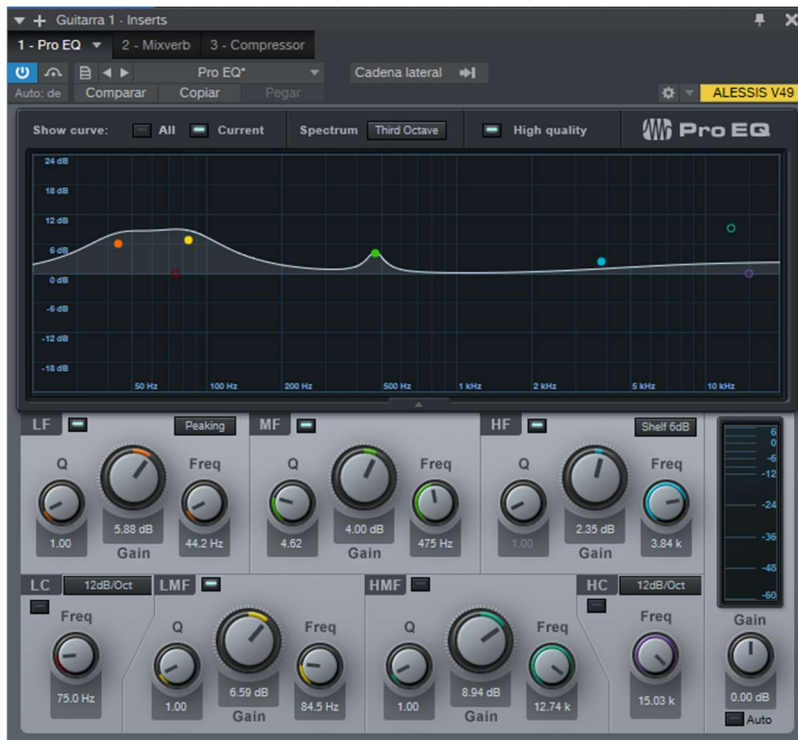 Guitarra 1 - Inserts
1 - Pro EQ 2 - Mixverb 3 - Compressor
Pro EQ* Cadena lateral
Auto: de Comparar Copiar Pegar ALESSIS V49
Show curve: All Current Spectrum Third Octave High quality Pro EQ
24 dB
18 dB
12 dB
6 dB
0 dB
-6 dB
-12 dB
-18 dB
50 Hz 100 Hz 200 Hz 500 Hz 1 kHz 2 kHz 5 kHz 10 kHz
LF Peaking MF HF Shelf 6dB
Q Freq Q Freq Q Freq
5.88 dB 4.00 dB 2.35 dB
1.00 Gain 44.2 Hz 4.62 Gain 475 Hz 1.00 Gain 3.84 k
6
0
-6
-12
-24
-36
-48
-60
LC 12dB/Oct LMF HMF HC 12dB/Oct
Freq Q Freq Q Freq Freq Gain
75.0 Hz 1.00 6.59 dB 84.5 Hz 1.00 8.94 dB 12.74 k 15.03 k 0.00 dB
Gain Gain Auto